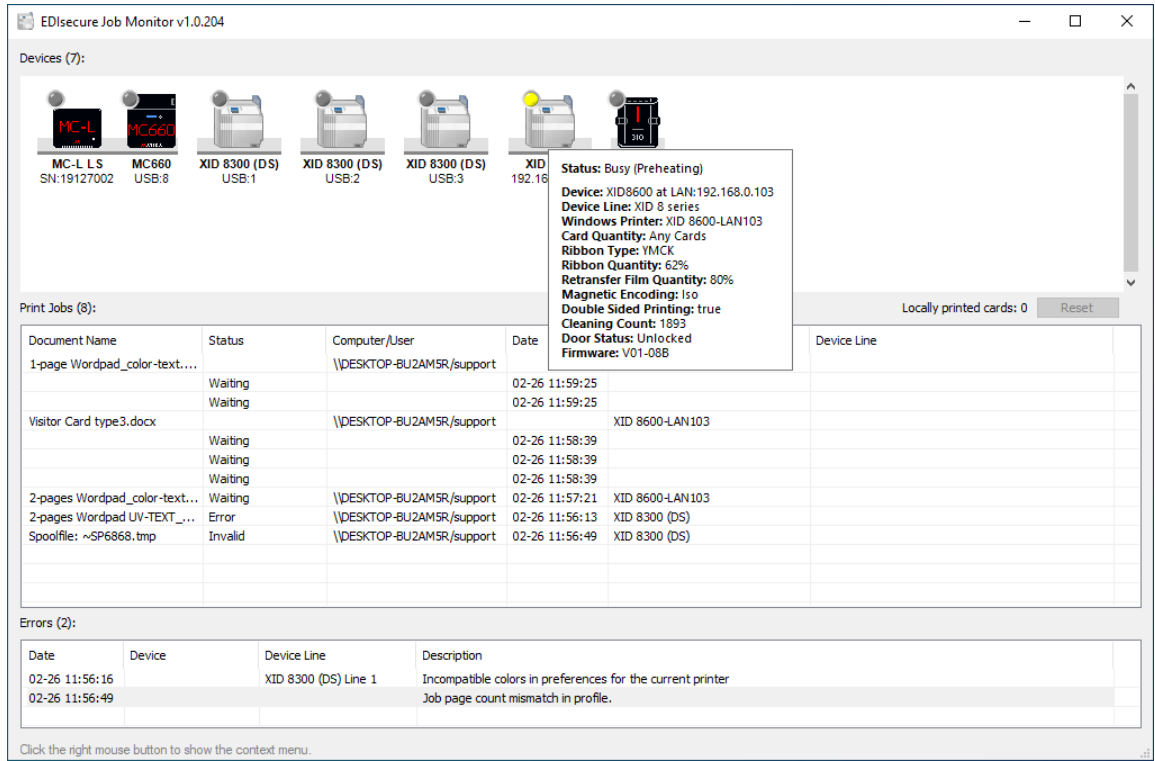 EDIsecure Job Monitor v1.0.204
Devices (7):
MC-L
MC660
310
MC-L LS MC660 XID 8300 (DS) XID 8300 (DS) XID 8300 (DS) XID
SN:19127002 USB:8 USB:1 USB:2 USB:3 192.16
Status: Busy (Preheating)
Device: XID8600 at LAN:192.168.0.103
Device Line: XID 8 series
Windows Printer: XID 8600-LAN103
Card Quantity: Any Cards
Ribbon Type: YMCK
Ribbon Quantity: 62%
Retransfer Film Quantity: 80%
Magnetic Encoding: Iso
Double Sided Printing: true
Cleaning Count: 1893
Door Status: Unlocked
Firmware: V01-08B
Print Jobs (8): Locally printed cards: 0 Reset
Document Name Status Computer/User Date Device Line
1-page Wordpad_color-text.... \\DESKTOP-BU2AM5R/support
Waiting 02-26 11:59:25
Waiting 02-26 11:59:25
Visitor Card type3.docx \\DESKTOP-BU2AM5R/support XID 8600-LAN103
Waiting 02-26 11:58:39
Waiting 02-26 11:58:39
Waiting 02-26 11:58:39
2-pages Wordpad_color-text... Waiting \\DESKTOP-BU2AM5R/support 02-26 11:57:21 XID 8600-LAN103
2-pages Wordpad UV-TEXT_... Error \\DESKTOP-BU2AM5R/support 02-26 11:56:13 XID 8300 (DS)
Spoolfile: ~SP6868.tmp Invalid \\DESKTOP-BU2AM5R/support 02-26 11:56:49 XID 8300 (DS)
Errors (2):
Date Device Device Line Description
02-26 11:56:16 XID 8300 (DS) Line 1 Incompatible colors in preferences for the current printer
02-26 11:56:49 Job page count mismatch in profile.
Click the right mouse button to show the context menu.